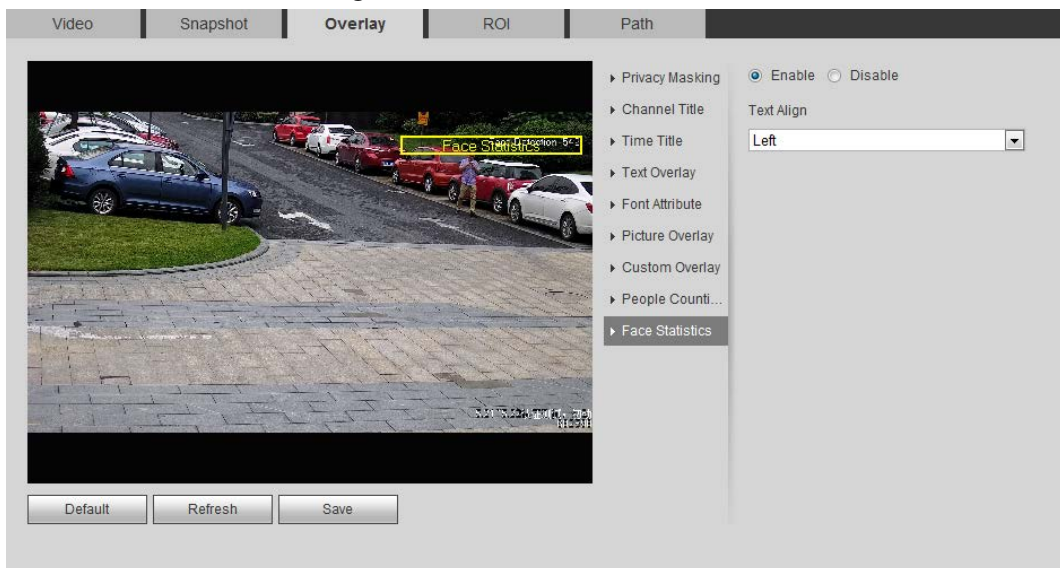 Video
Snapshot
Overlay
ROI
Path
Face Statistics
Privacy Masking
Channel Title
Time Title
Text Overlay
Font Attribute
Picture Overlay
Custom Overlay
People Counti...
Face Statistics
Enable
Disable
Text Align
Left
Default
Refresh
Save